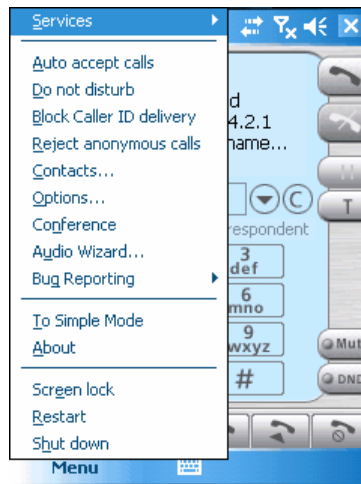 Services
Auto accept calls
Do not disturb
Block Caller ID delivery
Reject anonymous calls
Contacts...
Options...
Conference
Audio Wizard...
Bug Reporting
To Simple Mode
About
Screen lock
Restart
Shut down
Menu
d
4.2.1
name...
C
respondent
3
def
6
mno
9
wxyz
#
H
T
Mut
DND